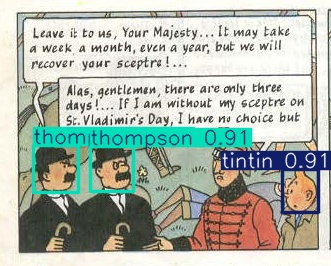 Leave it to us, Your Majesty... It may take
a week a month, even a year, but we will
recover your sceptre!...
Alas, gentlemen, there are only three
days!... If I am without my sceptre on
St. Vladimir's Day, I have no choice but
thom
thompson 0.91
tintin 0.91